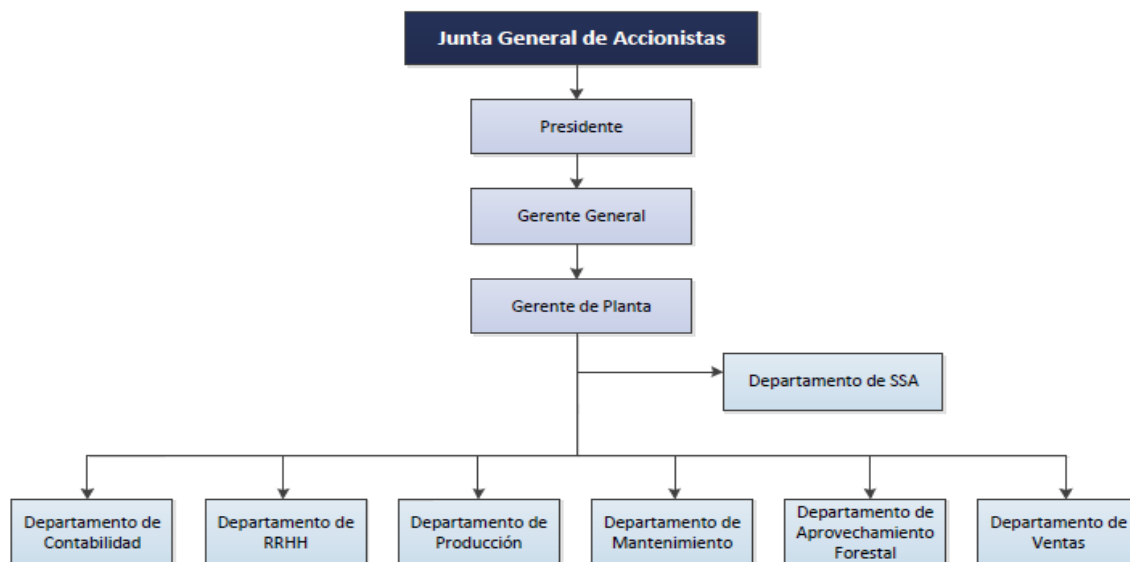 Junta General de Accionistas
Presidente
Gerente General
Gerente de Planta
Departamento de SSA
Departamento de
Contabilidad
Departamento de
RRHH
Departamento de
Producción
Departamento de
Mantenimiento
Departamento de
Aprovechamiento
Forestal
Departamento de
Ventas